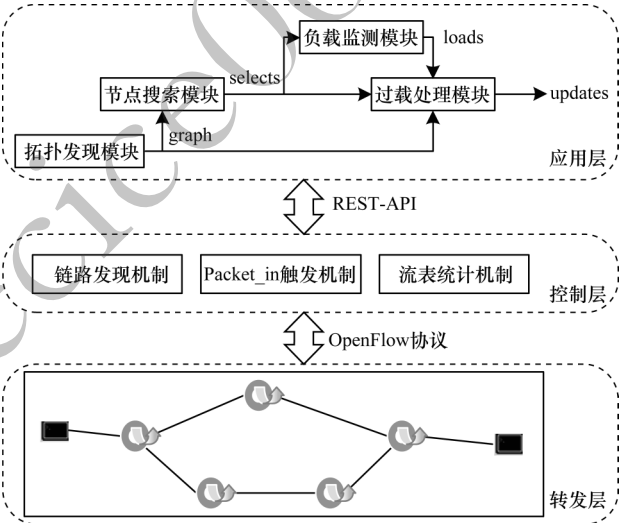 负载监测模块
loads
selects
节点搜索模块
过载处理模块
updates
graph
拓扑发现模块
应用层
REST-API
链路发现机制
Packet_in触发机制
流表统计机制
控制层
OpenFlow协议
转发层